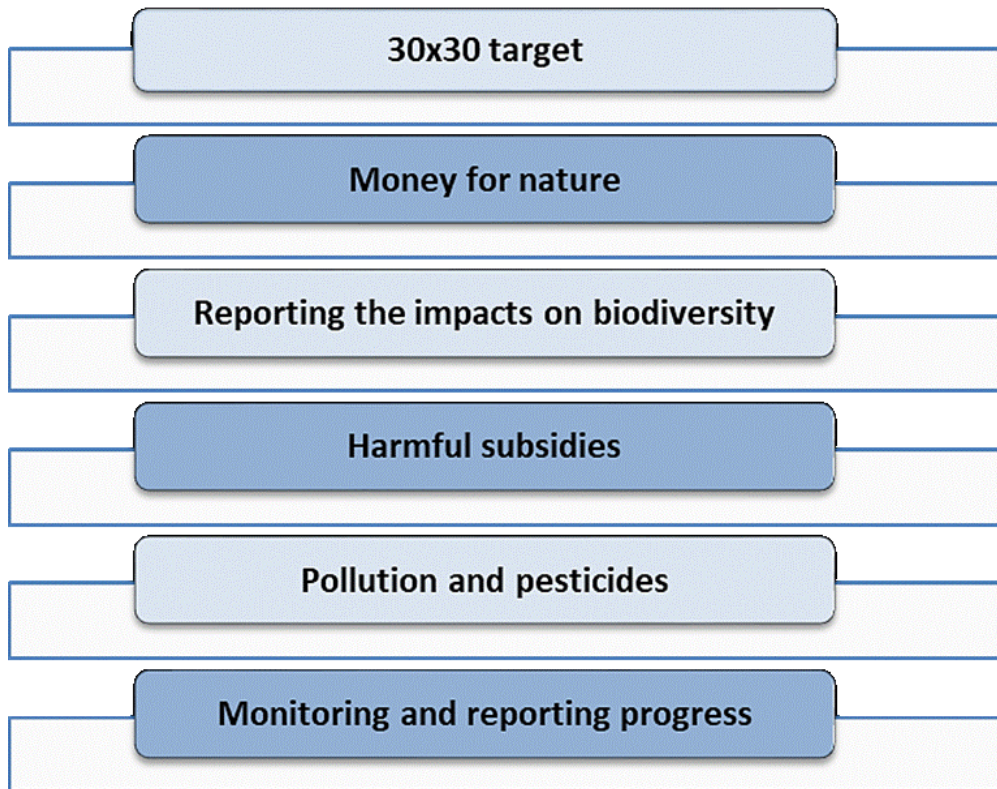 30x30 target
Money for nature
Reporting the impacts on biodiversity
Harmful subsidies
Pollution and pesticides
Monitoring and reporting progress